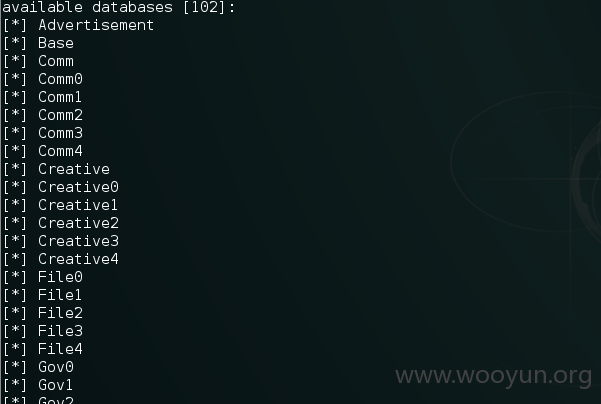 available databases [102]:
[*] Advertisement
[*] Base
[*] Comm
[*] Comm0
[*] Comm1
[*] Comm2
[*] Comm3
[*] Comm4
[*] Creative
[*] Creative0
[*] Creative1
[*] Creative2
[*] Creative3
[*] Creative4
[*] File0
[*] File1
[*] File2
[*] File3
[*] File4
[*] Gov0
[*] Gov1
[*] Gov2
www.wooyun.org